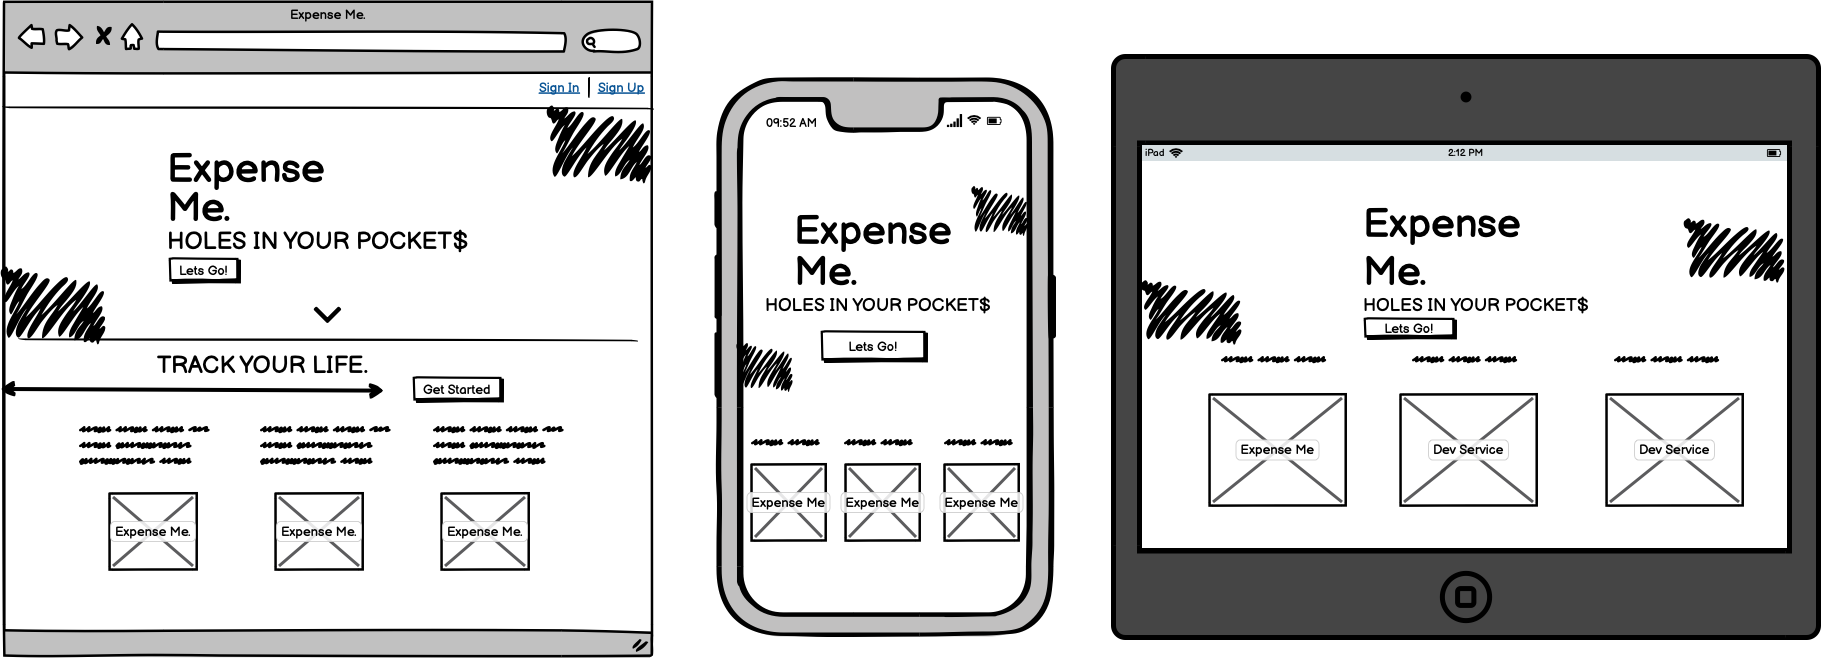 Expense Me.
Sign In | Sign Up
Expense
Me.
HOLES IN YOUR POCKET$
Lets Go!
TRACK YOUR LIFE.
Get Started
Expense Me.
Expense Me.
Expense Me.
09:52 AM
Expense
Me.
HOLES IN YOUR POCKET$
Lets Go!
Expense Me
Expense Me
Expense Me
iPad
2:12 PM
Expense
Me.
HOLES IN YOUR POCKET$
Lets Go!
Expense Me
Dev Service
Dev Service